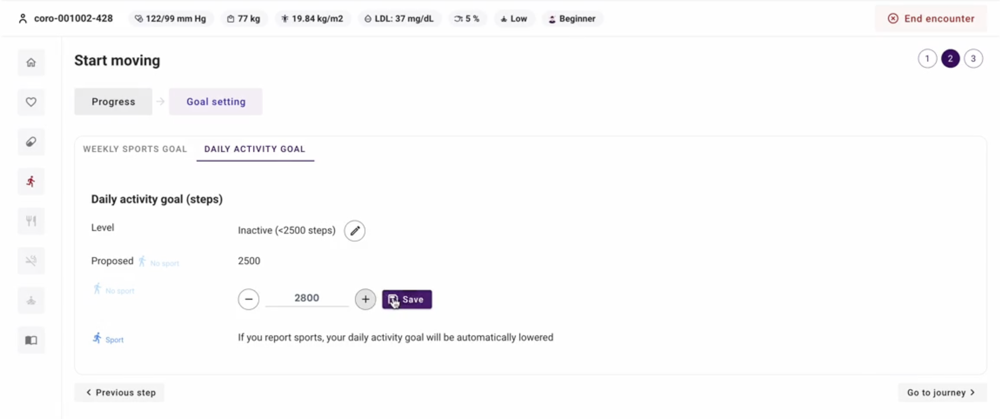 coro-001002-428 122/99 mm Hg 77 kg 19.84 kg/m2 LDL: 37 mg/dL 5 % Low Beginner End encounter
Start moving 1 2 3
Progress Goal setting
WEEKLY SPORTS GOAL DAILY ACTIVITY GOAL
Daily activity goal (steps)
Level Inactive (<2500 steps)
Proposed No sport 2500
No sport 2800 Save
Sport If you report sports, your daily activity goal will be automatically lowered
Previous step Go to journey